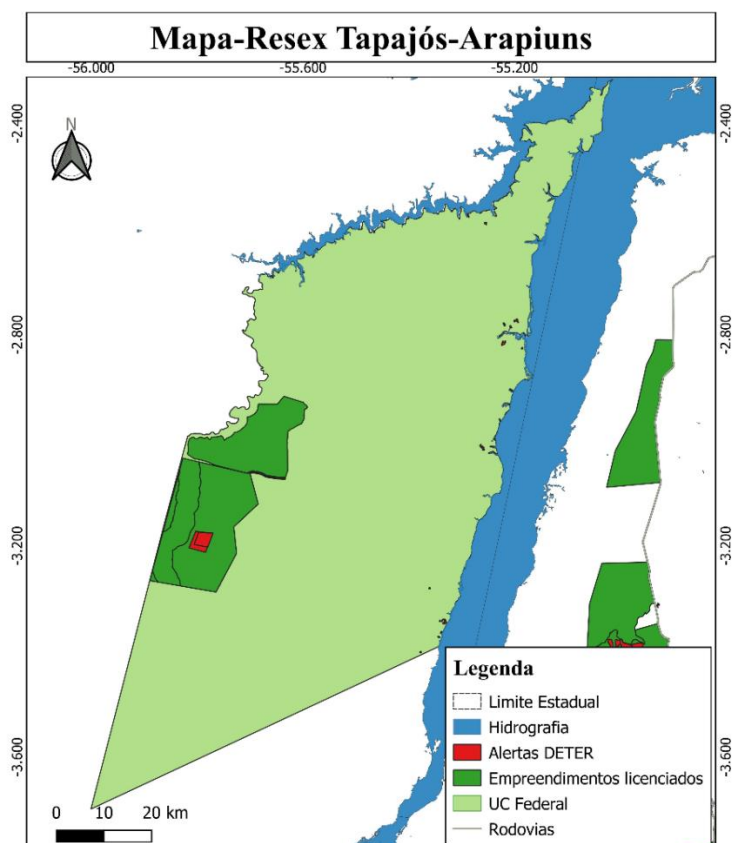 Mapa-Resex Tapajós-Arapiuns
-56.000 -55.600 -55.200
-2.400
-2.400
N
-2.800
-2.800
-3.200
-3.200
-3.600
-3.600
Legenda
Limite Estadual
Hidrografia
Alertas DETER
Empreendimentos licenciados
UC Federal
Rodovias
0 10 20 km